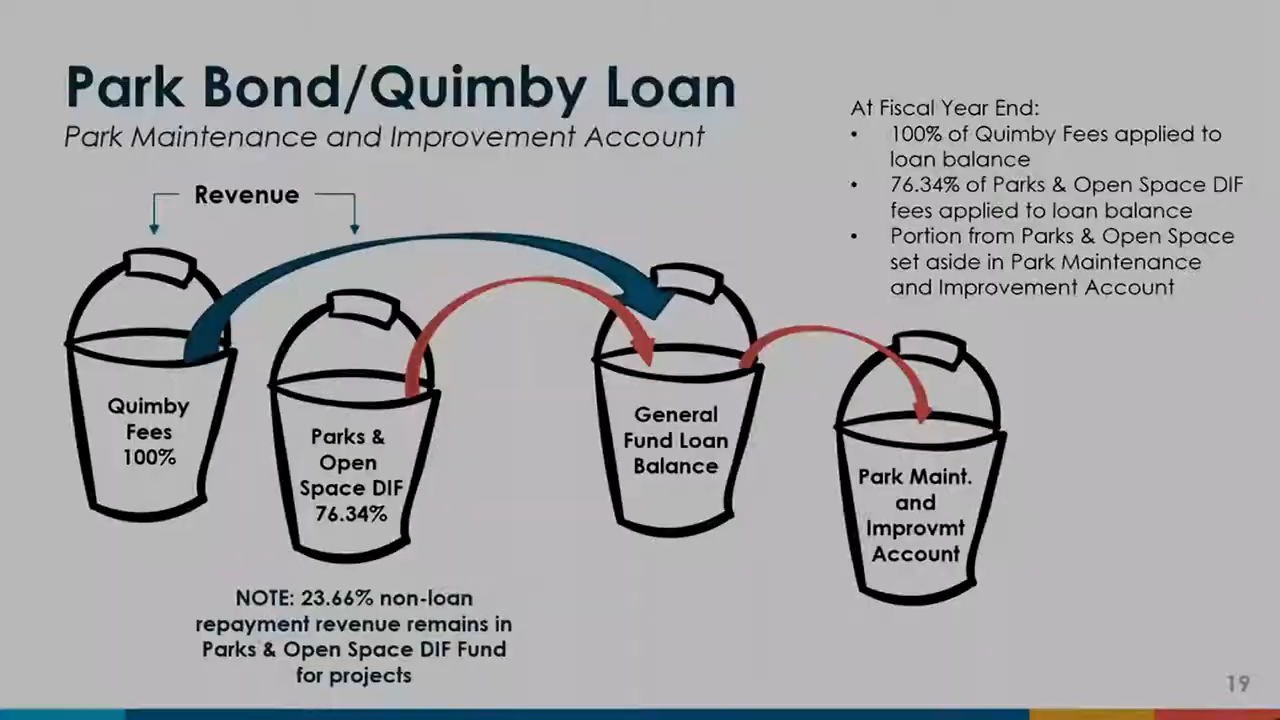 Park Bond/Quimby Loan
Park Maintenance and Improvement Account
At Fiscal Year End:
• 100% of Quimby Fees applied to
loan balance
• 76.34% of Parks & Open Space DIF
fees applied to loan balance
• Portion from Parks & Open Space
set aside in Park Maintenance
and Improvement Account
Revenue
Quimby
Fees
100%
Parks &
Open
Space DIF
76.34%
General
Fund Loan
Balance
Park Maint.
and
Improvmt
Account
NOTE: 23.66% non-loan
repayment revenue remains in
Parks & Open Space DIF Fund
for projects
19